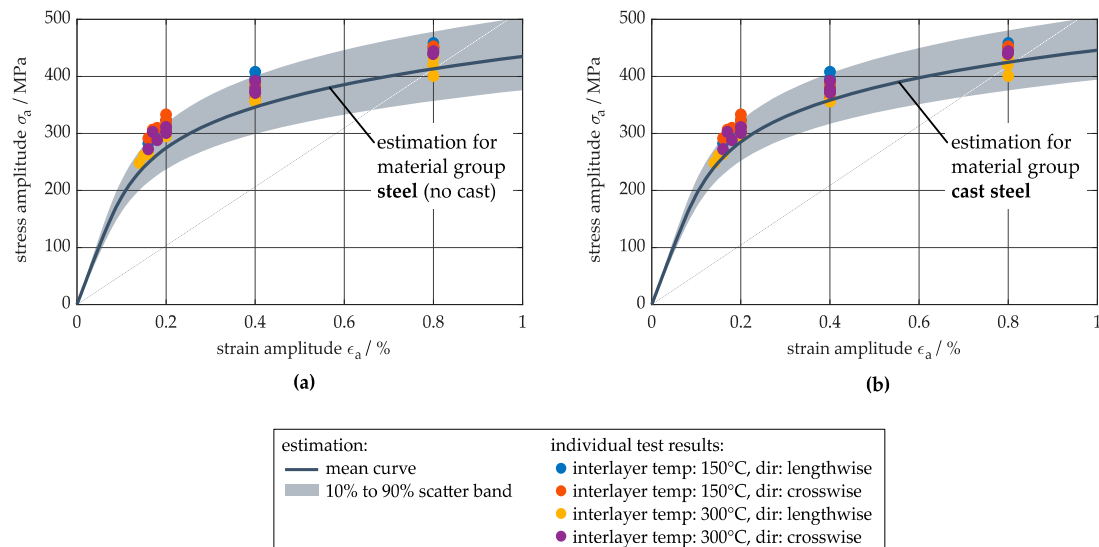 500
400
300
200
100
0
stress amplitude σa / MPa
0
0.2
0.4
0.6
0.8
1
strain amplitude ϵa / %
estimation for
material group
steel (no cast)
(a)
500
400
300
200
100
0
stress amplitude σa / MPa
0
0.2
0.4
0.6
0.8
1
strain amplitude ϵa / %
estimation for
material group
cast steel
(b)
estimation:
mean curve
10% to 90% scatter band
individual test results:
interlayer temp: 150°C, dir: lengthwise
interlayer temp: 150°C, dir: crosswise
interlayer temp: 300°C, dir: lengthwise
interlayer temp: 300°C, dir: crosswise